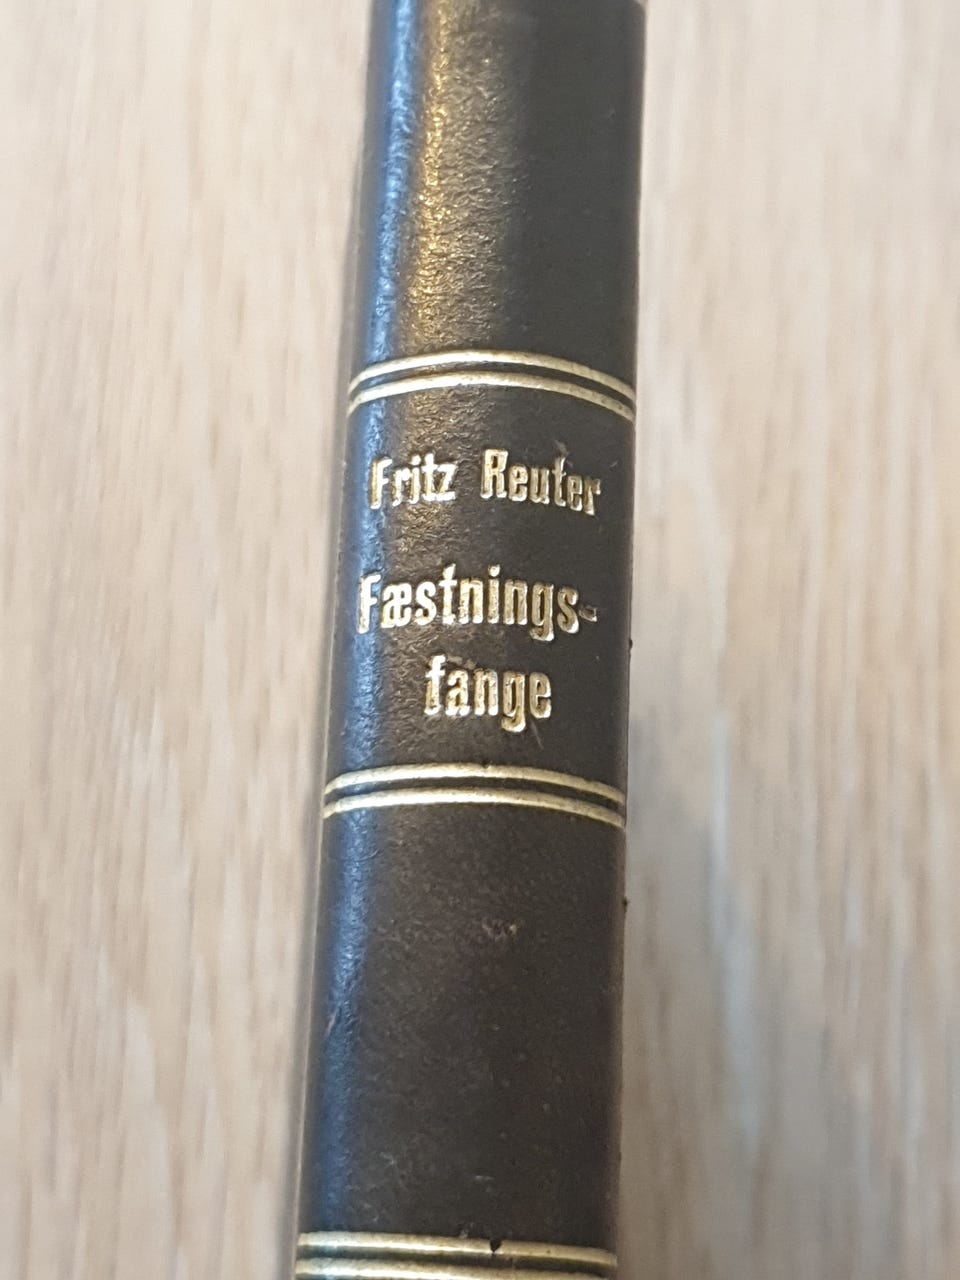 Fritz Reuter
Fæstnings-
fange